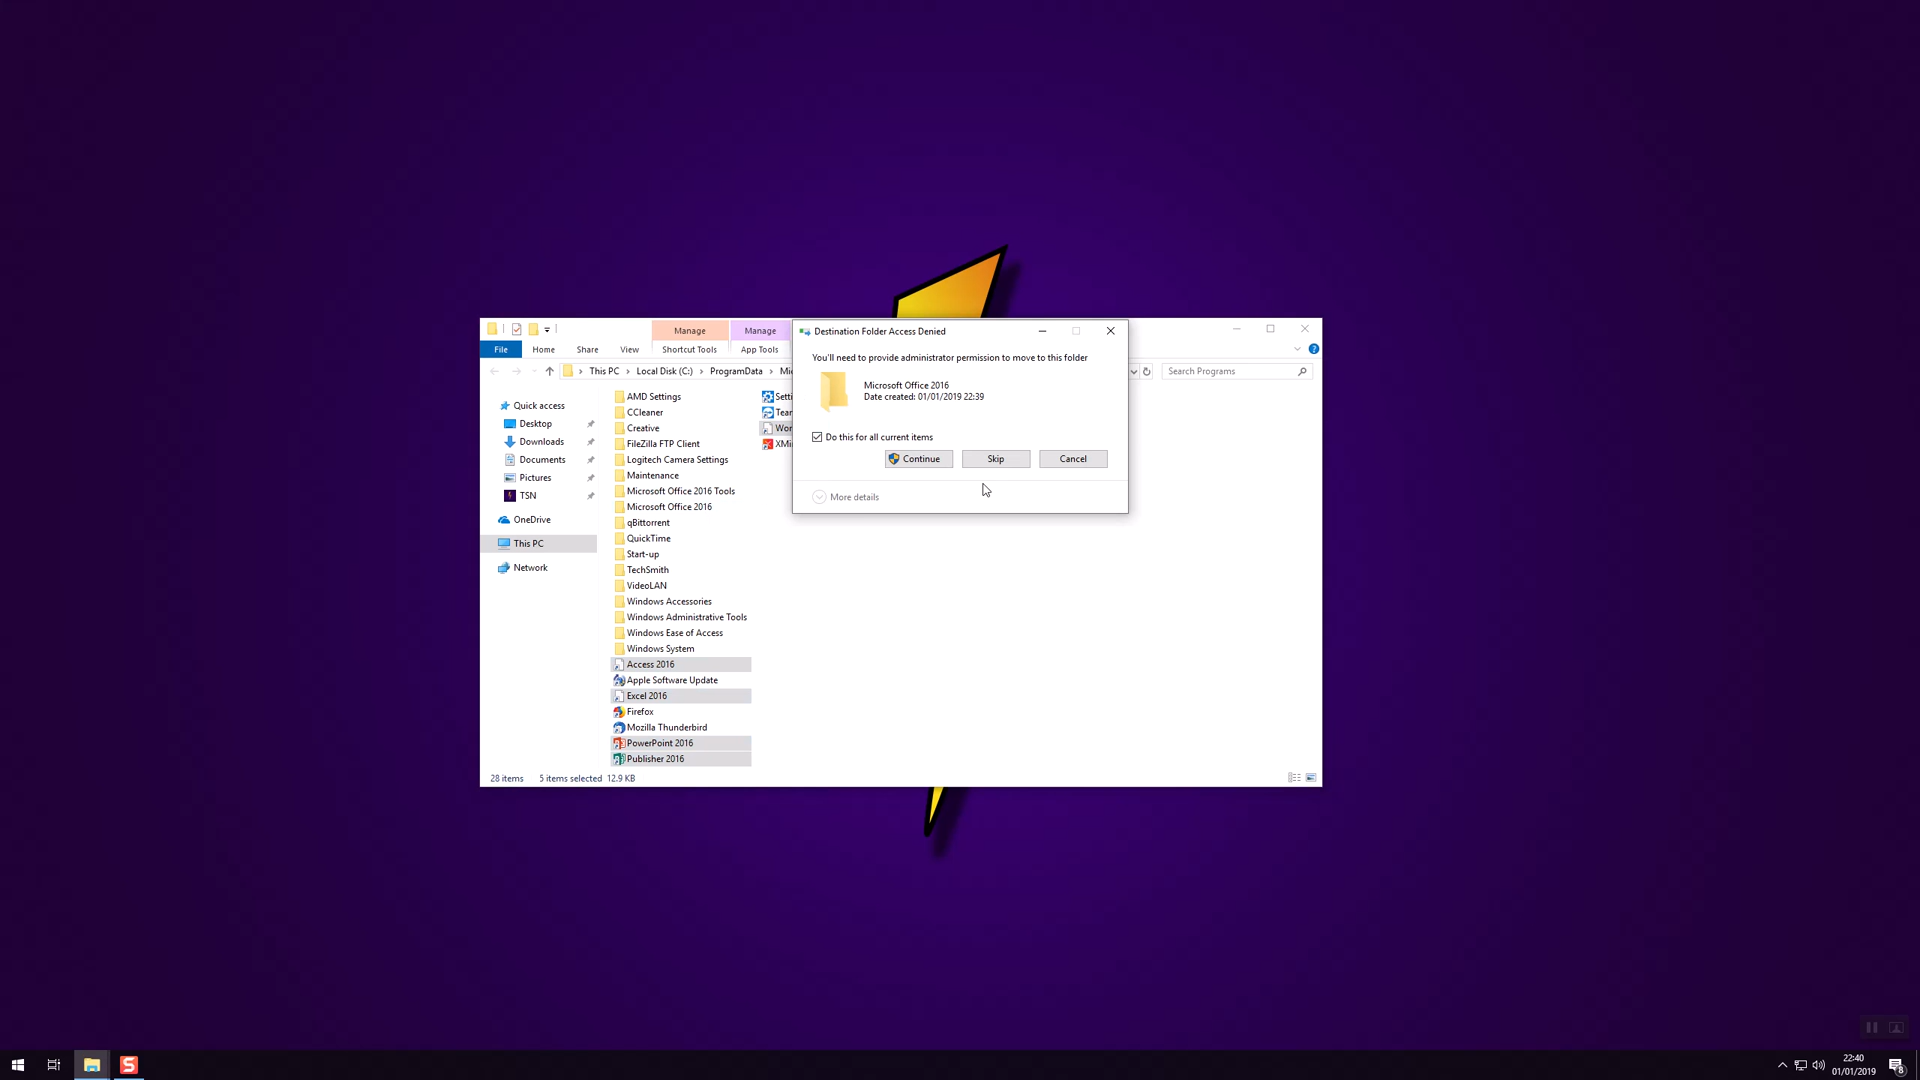 Manage
Manage
File
Home
Share
View
Shortcut Tools
App Tools
This PC
Local Disk (C:)
ProgramData
Search Programs
Quick access
Desktop
Downloads
Documents
Pictures
TSN
OneDrive
This PC
Network
AMD Settings
CCleaner
Creative
FileZilla FTP Client
Logitech Camera Settings
Maintenance
Microsoft Office 2016 Tools
Microsoft Office 2016
qBittorrent
QuickTime
Start-up
TechSmith
VideoLAN
Windows Accessories
Windows Administrative Tools
Windows Ease of Access
Windows System
Access 2016
Apple Software Update
Excel 2016
Firefox
Mozilla Thunderbird
PowerPoint 2016
Publisher 2016
28 items 5 items selected 12.9 KB
Destination Folder Access Denied
You'll need to provide administrator permission to move to this folder
Microsoft Office 2016
Date created: 01/01/2019 22:39
Do this for all current items
Continue
Skip
Cancel
More details
22:40
01/01/2019
8